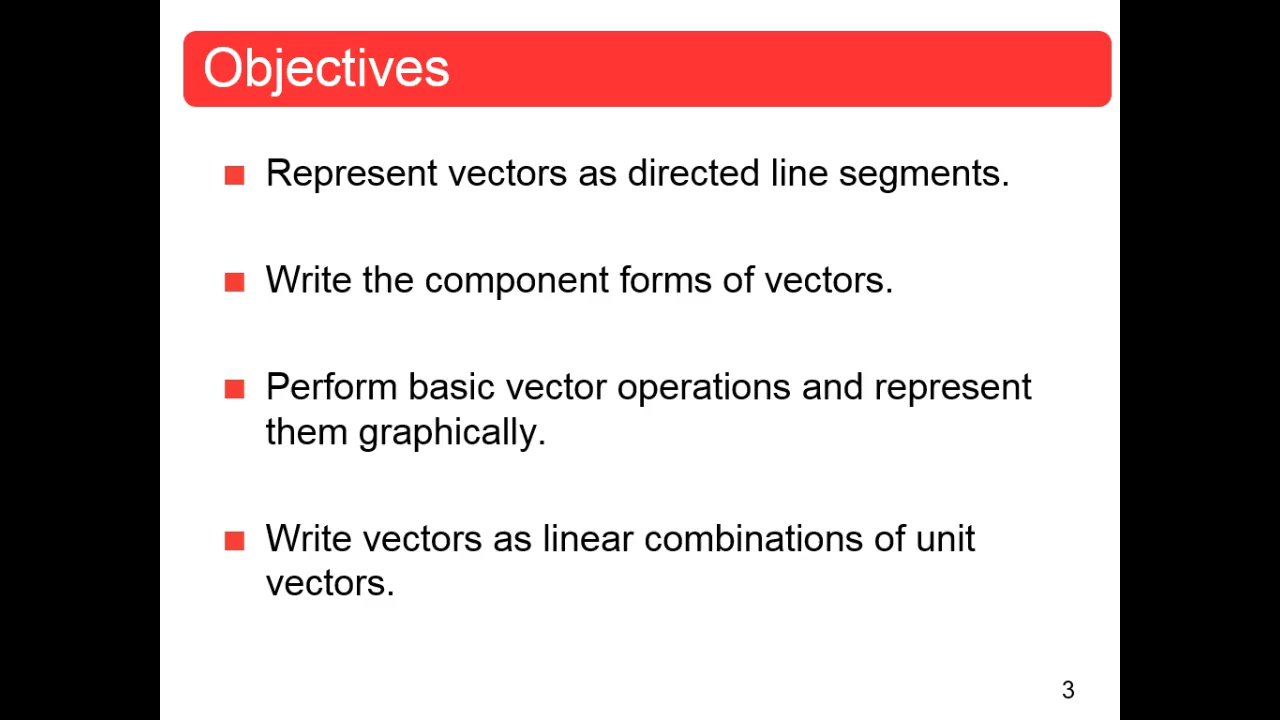 Objectives
Represent vectors as directed line segments.
Write the component forms of vectors.
Perform basic vector operations and represent
them graphically.
Write vectors as linear combinations of unit
vectors.
3